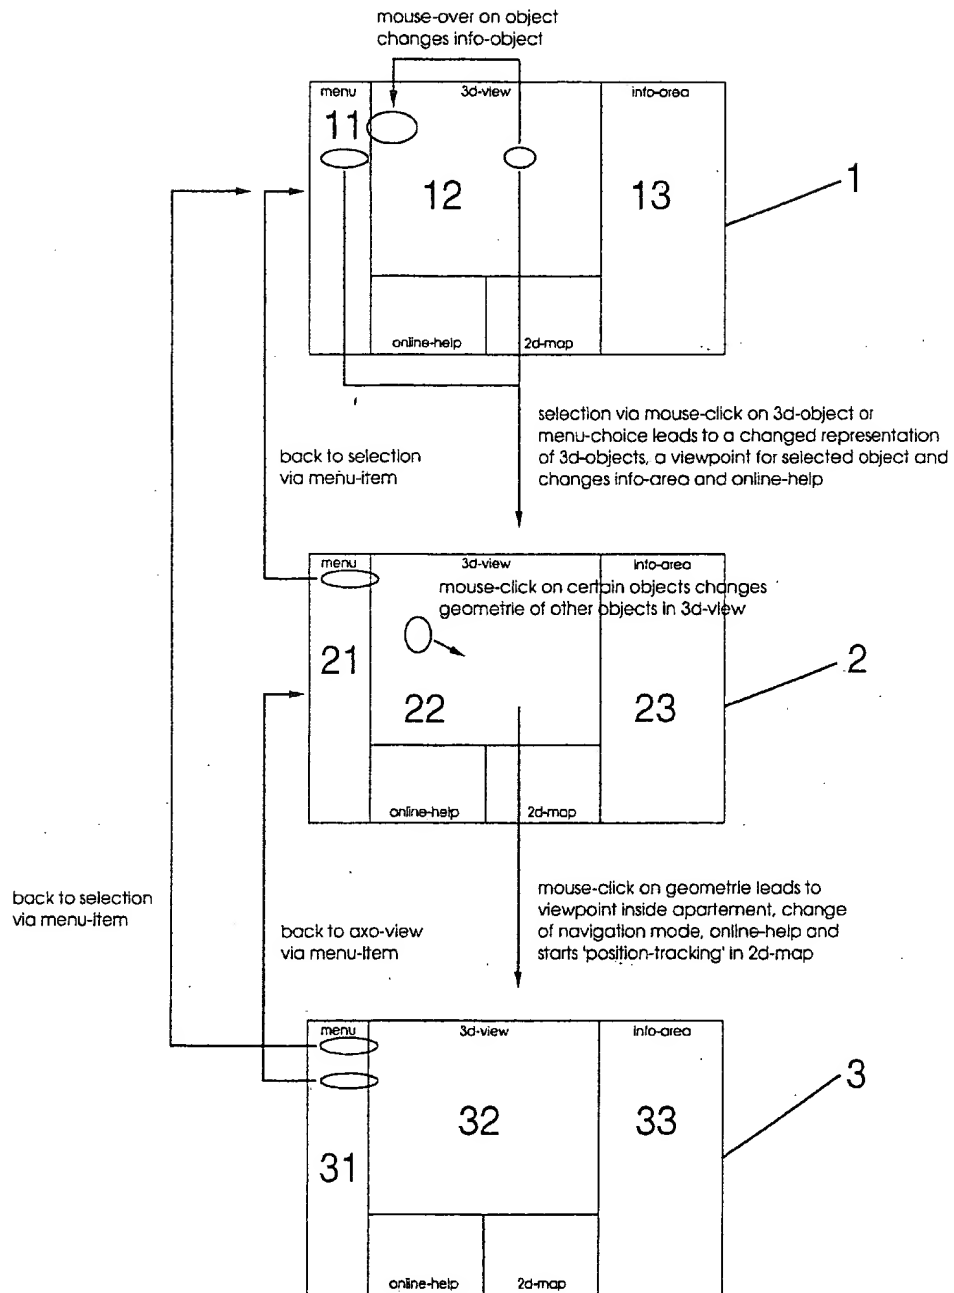 mouse-over on object
changes info-object
menu
3d-view
info-area
11
12
13
1
online-help
2d-map
selection via mouse-click on 3d-object or
menu-choice leads to a changed representation
of 3d-objects, a viewpoint for selected object and
changes info-area and online-help
back to selection
via menu-item
menu
3d-view
info-area
mouse-click on certain objects changes
geometrie of other objects in 3d-view
21
22
23
2
online-help
2d-map
back to selection
via menu-item
back to axo-view
via menu-item
mouse-click on geometrie leads to
viewpoint inside apartement, change
of navigation mode, online-help and
starts 'position-tracking' in 2d-map
menu
3d-view
info-area
31
32
33
3
online-help
2d-map